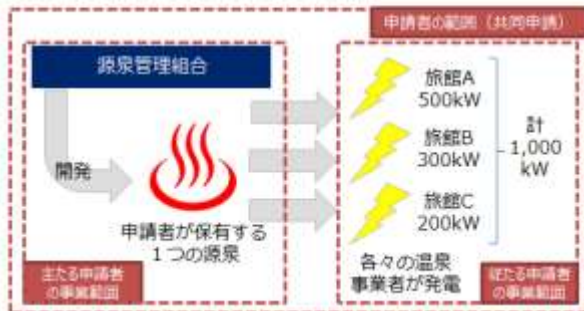 申請者の範囲（共同申請）
源泉管理組合
開発
申請者が保有する
１つの源泉
主たる申請者
の事業範囲
旅館A
500kW
旅館B
300kW
旅館C
200kW
計
1,000
kW
各々の温泉
事業者が発電
従たる申請者
の事業範囲